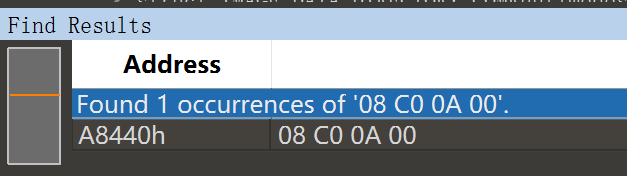 Find Results
Address
Found 1 occurrences of '08 C0 0A 00'.
A8440h 08 C0 0A 00